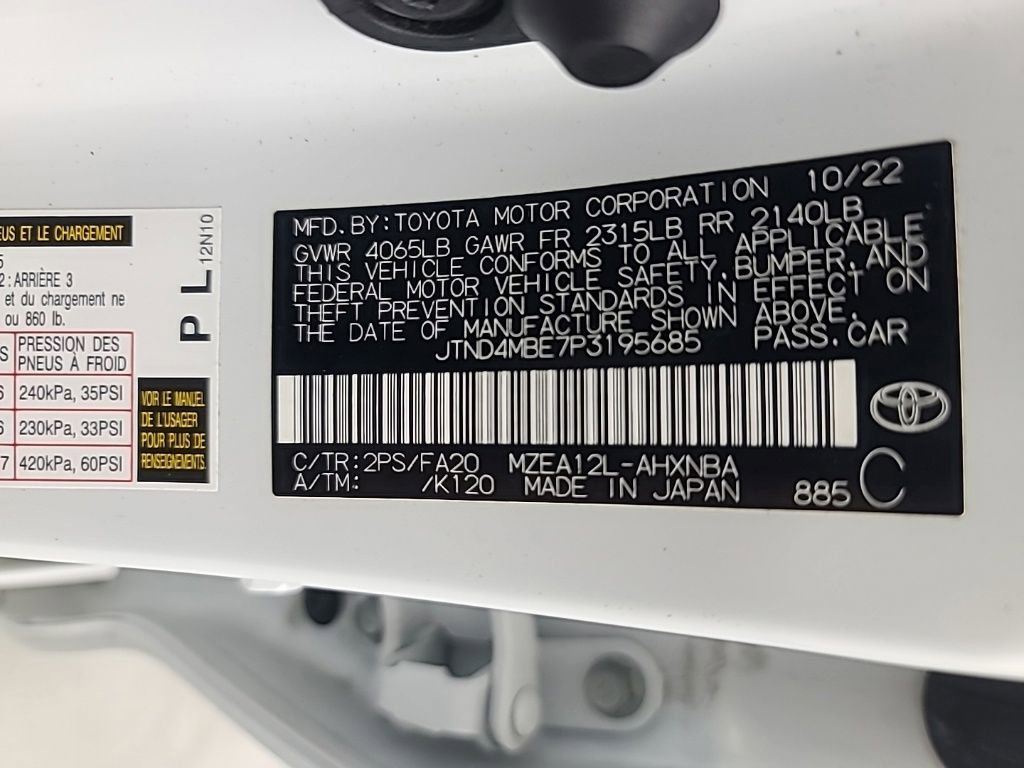 EUS ET LE CHARGEMENT
5
2 : ARRIÈRE 3
et du chargement ne
ou 860 lb.
S PRESSION DES
PNEUS À FROID
6 240kPa, 35PSI
6 230kPa, 33PSI
7 420kPa, 60PSI
P L 12N10
VOIR LE MANUEL
DE L'USAGER
POUR PLUS DE
RENSEIGNEMENTS.
MFD. BY: TOYOTA MOTOR CORPORATION 10/22
GVWR 4065LB GAWR FR 2315LB RR 2140LB
THIS VEHICLE CONFORMS TO ALL APPLICABLE
FEDERAL MOTOR VEHICLE SAFETY, BUMPER, AND
THEFT PREVENTION STANDARDS IN EFFECT ON
THE DATE OF MANUFACTURE SHOWN ABOVE.
JTND4MBE7P3195685 PASS. CAR
C/TR: 2PS/FA20 MZEA12L-AHXNBA
A/TM: /K120 MADE IN JAPAN 885 C